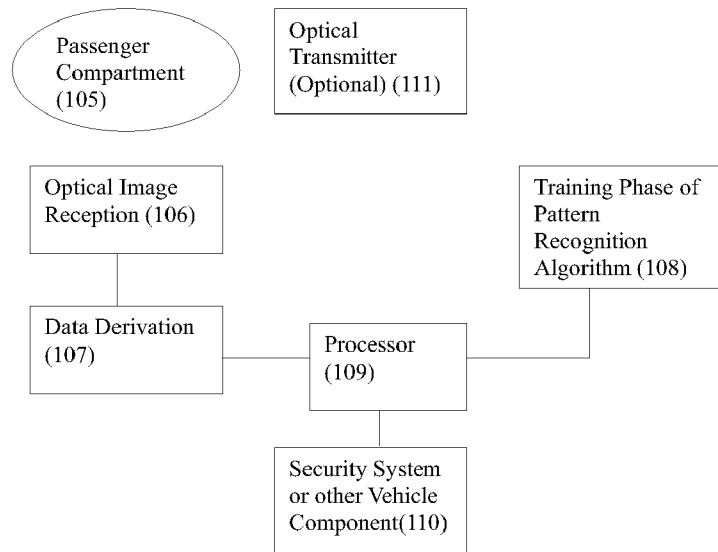 Passenger
Compartment
(105)
Optical
Transmitter
(Optional) (111)
Optical Image
Reception (106)
Training Phase of
Pattern
Recognition
Algorithm (108)
Data Derivation
(107)
Processor
(109)
Security System
or other Vehicle
Component(110)